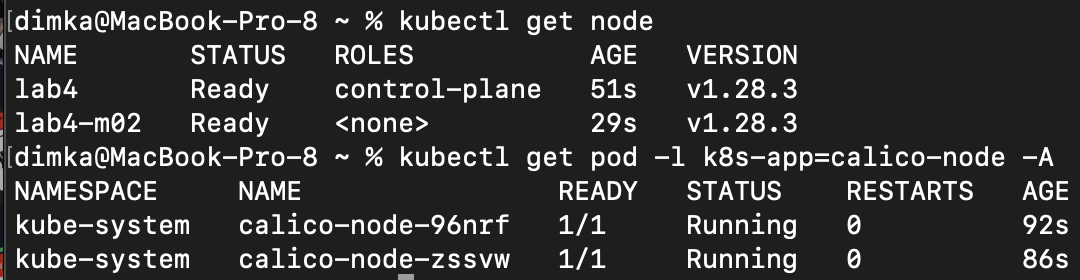 [dimka@MacBook-Pro-8 ~ % kubectl get node
NAME       STATUS   ROLES           AGE   VERSION
lab4       Ready    control-plane   51s   v1.28.3
lab4-m02   Ready    <none>          29s   v1.28.3
[dimka@MacBook-Pro-8 ~ % kubectl get pod -l k8s-app=calico-node -A
NAMESPACE     NAME                READY   STATUS    RESTARTS   AGE
kube-system   calico-node-96nrf   1/1     Running   0          92s
kube-system   calico-node-zssvw   1/1     Running   0          86s